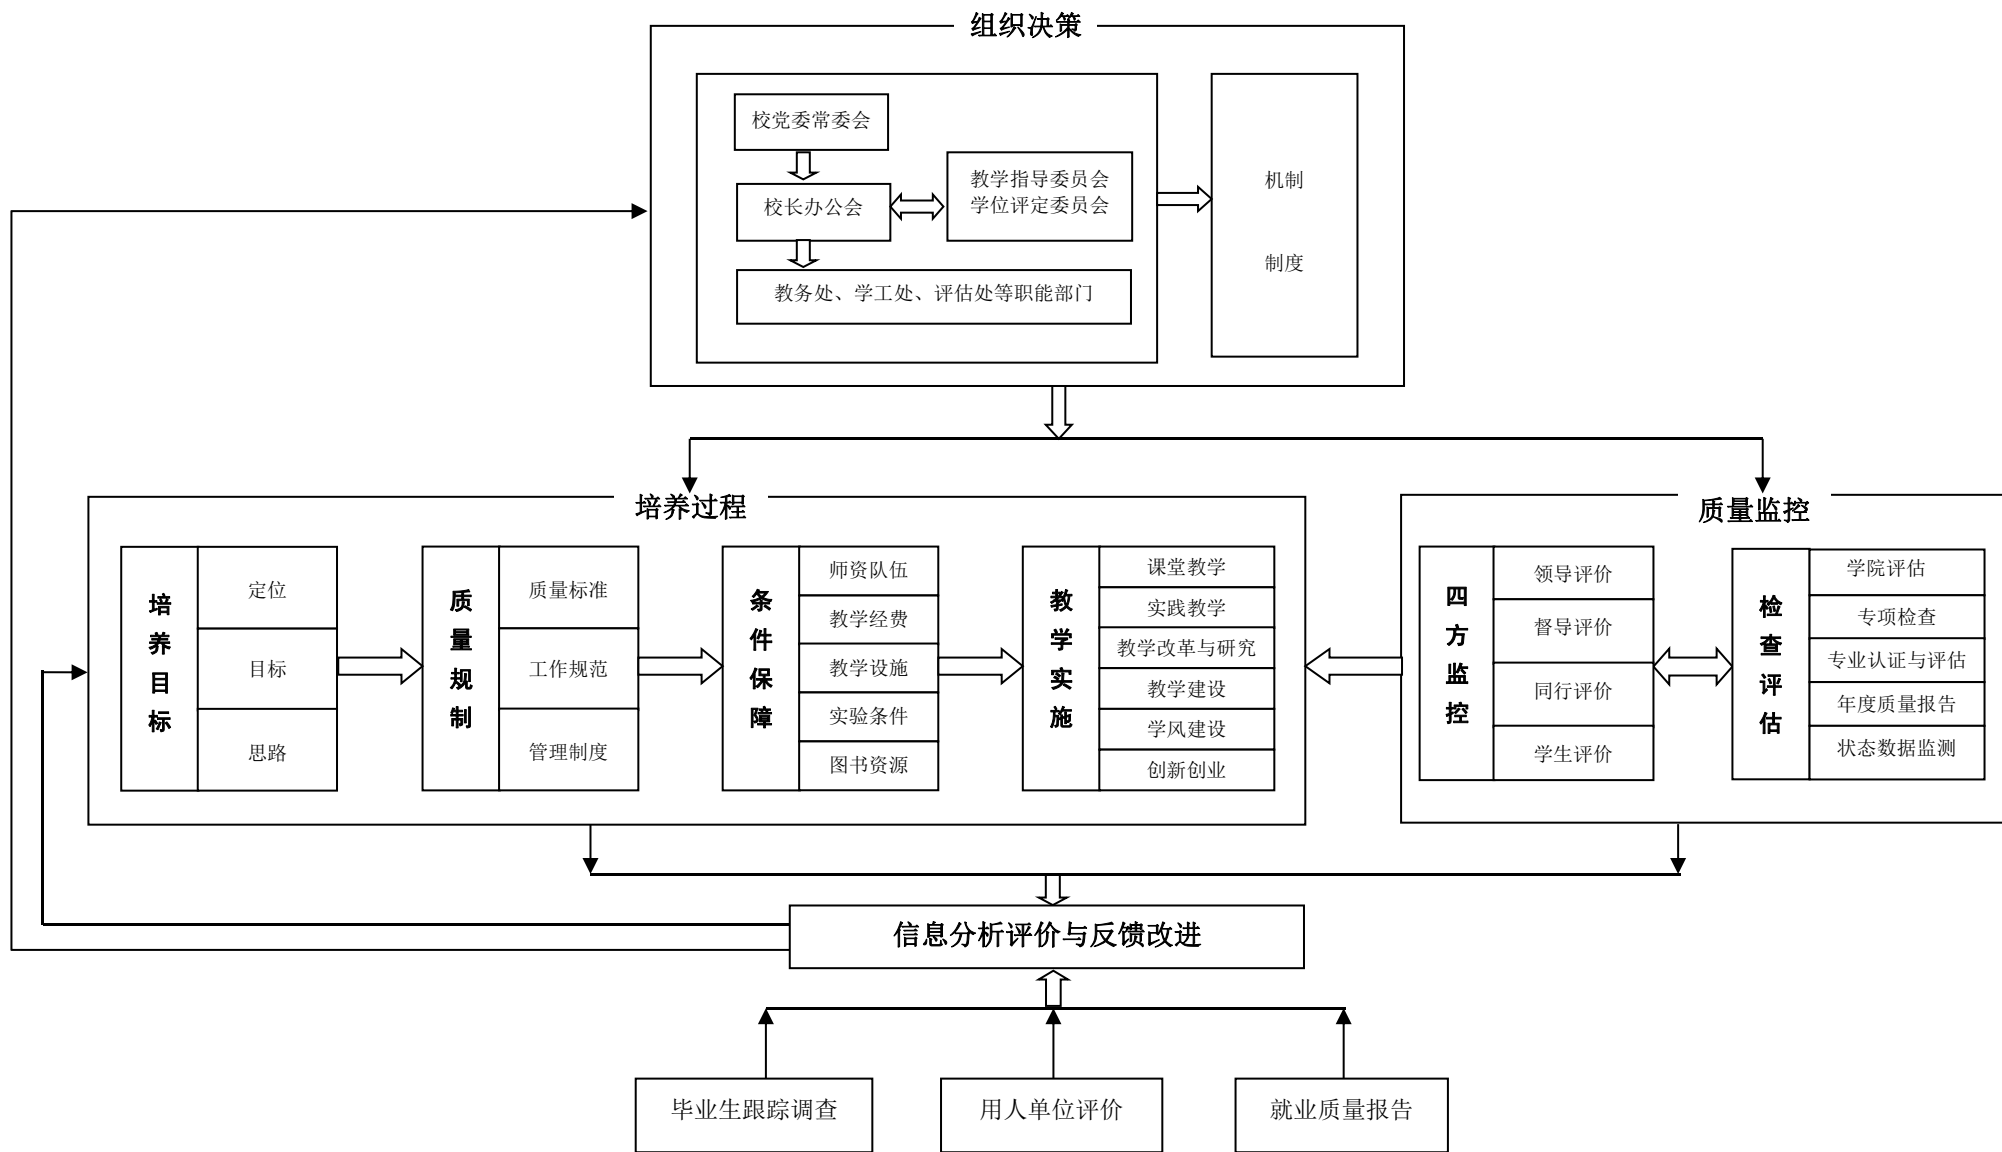 组织决策
校党委常委会
校长办公会
教学指导委员会
学位评定委员会
教务处、学工处、评估处等职能部门
机制
制度
培养过程
培养目标
定位
目标
思路
质量规制
质量标准
工作规范
管理制度
条件保障
师资队伍
教学经费
教学设施
实验条件
图书资源
教学实施
课堂教学
实践教学
教学改革与研究
教学建设
学风建设
创新创业
质量监控
四方监控
领导评价
督导评价
同行评价
学生评价
检查评估
学院评估
专项检查
专业认证与评估
年度质量报告
状态数据监测
信息分析评价与反馈改进
毕业生跟踪调查
用人单位评价
就业质量报告